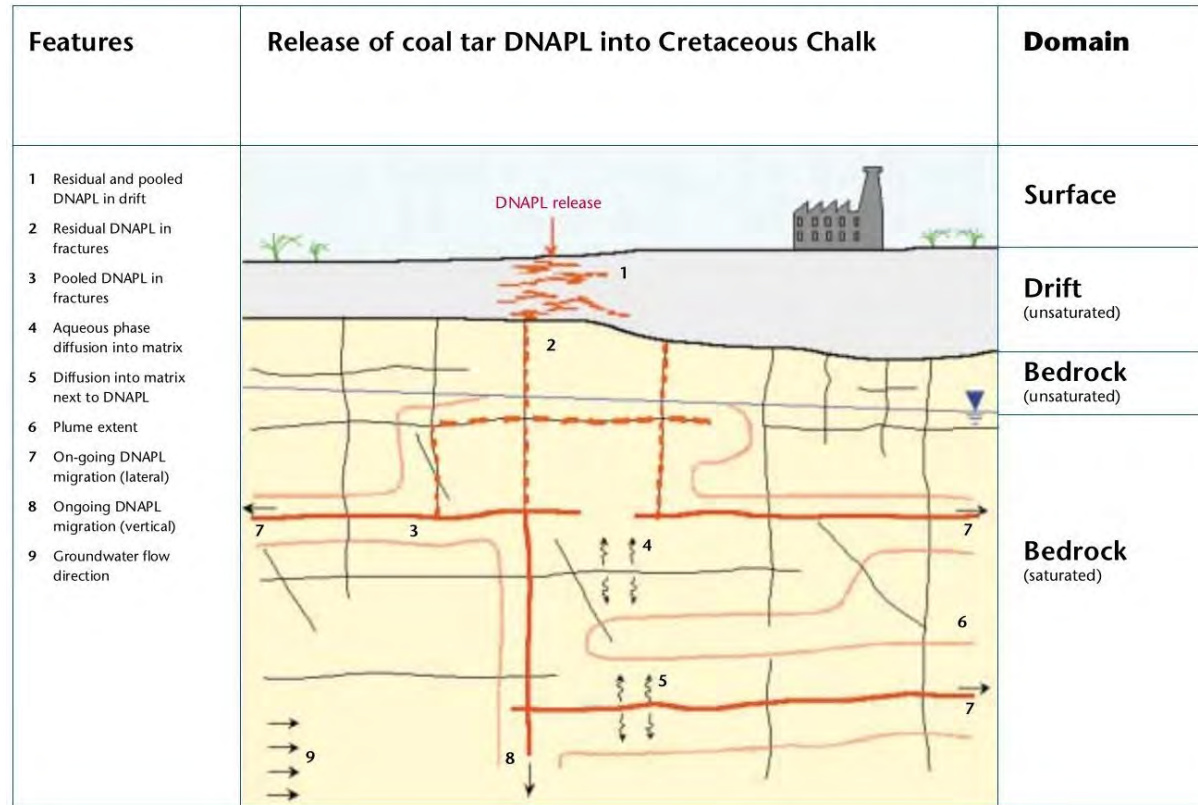 Features
Release of coal tar DNAPL into Cretaceous Chalk
Domain
1 Residual and pooled
DNAPL in drift
2 Residual DNAPL in
fractures
3 Pooled DNAPL in
fractures
4 Aqueous phase
diffusion into matrix
5 Diffusion into matrix
next to DNAPL
6 Plume extent
7 On-going DNAPL
migration (lateral)
8 Ongoing DNAPL
migration (vertical)
9 Groundwater flow
direction
DNAPL release
1
2
7
3
7
4
6
5
7
9
8
Surface
Drift
(unsaturated)
Bedrock
(unsaturated)
Bedrock
(saturated)